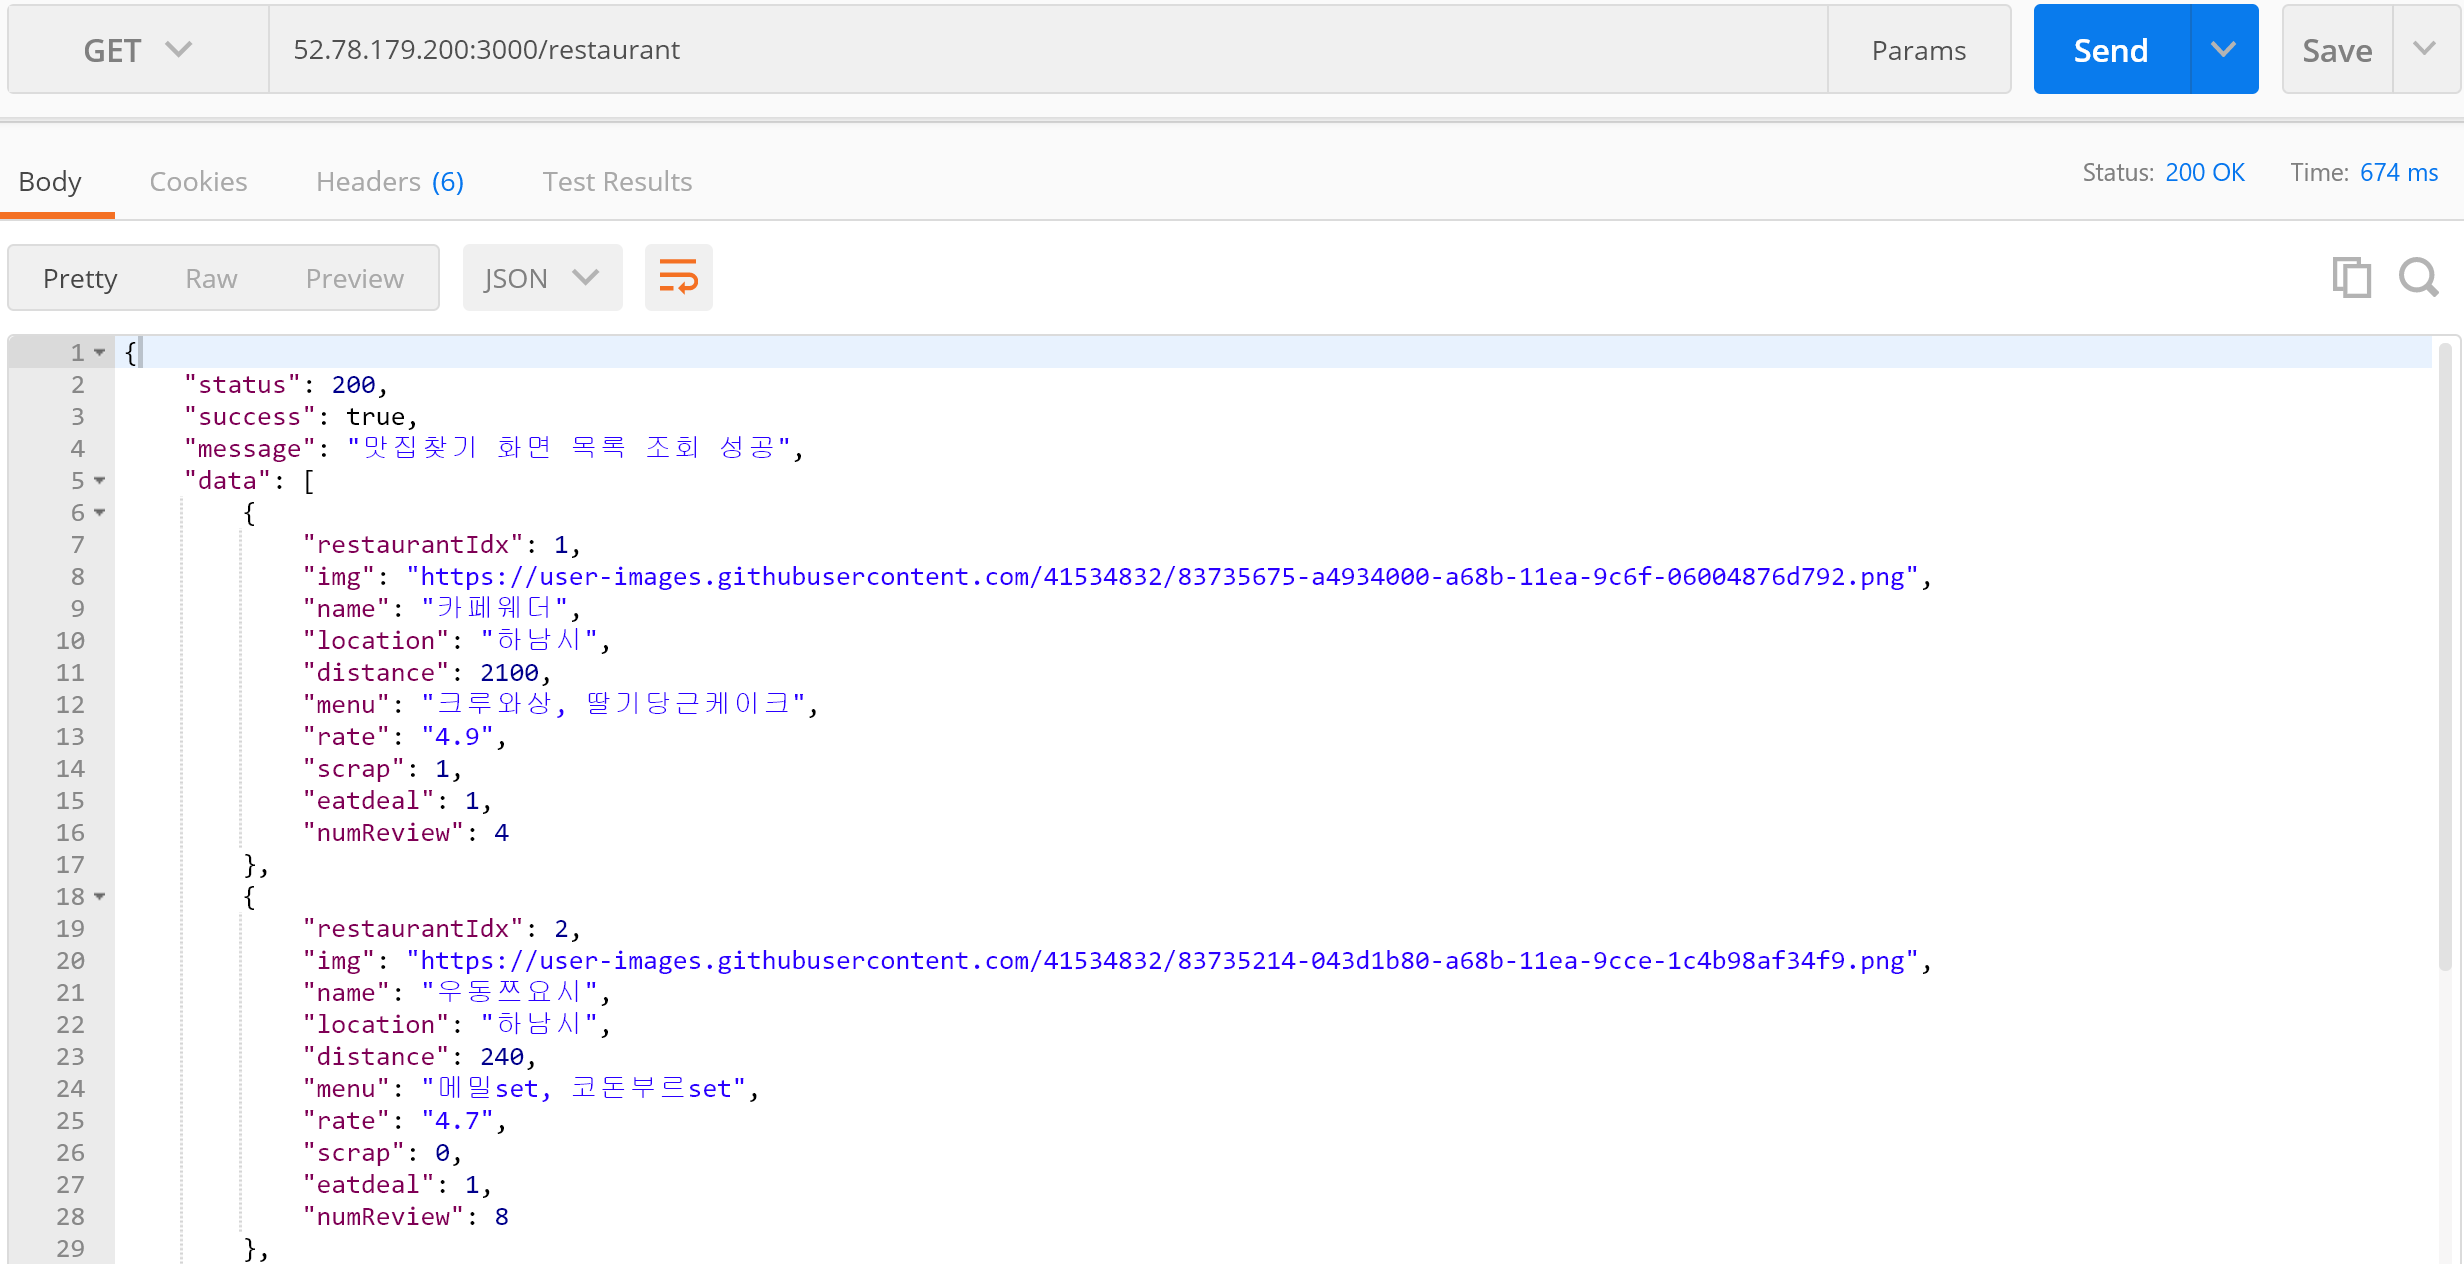 GET 52.78.179.200:3000/restaurant Params Send Save
Body Cookies Headers (6) Test Results Status: 200 OK Time: 674 ms
Pretty Raw Preview JSON
1 {
2 "status": 200,
3 "success": true,
4 "message": "맛집찾기 화면 목록 조회 성공",
5 "data": [
6 {
7 "restaurantIdx": 1,
8 "img": "https://user-images.githubusercontent.com/41534832/83735675-a4934000-a68b-11ea-9c6f-06004876d792.png",
9 "name": "카페웨더",
10 "location": "하남시",
11 "distance": 2100,
12 "menu": "크루와상, 딸기당근케이크",
13 "rate": "4.9",
14 "scrap": 1,
15 "eatdeal": 1,
16 "numReview": 4
17 },
18 {
19 "restaurantIdx": 2,
20 "img": "https://user-images.githubusercontent.com/41534832/83735214-043d1b80-a68b-11ea-9cce-1c4b98af34f9.png",
21 "name": "우동쯔요시",
22 "location": "하남시",
23 "distance": 240,
24 "menu": "메밀set, 코돈부르set",
25 "rate": "4.7",
26 "scrap": 0,
27 "eatdeal": 1,
28 "numReview": 8
29 },